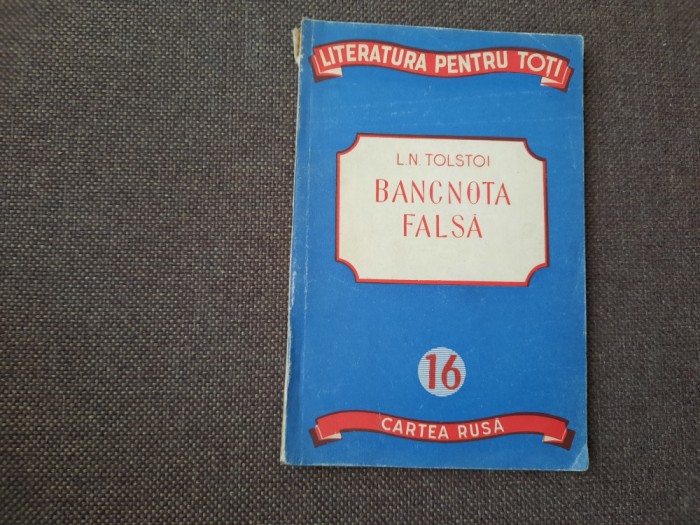 LITERATURA PENTRU TOȚI
L.N. TOLSTOI
BANCNOTA
FALSĂ
16
CARTEA RUSĂ